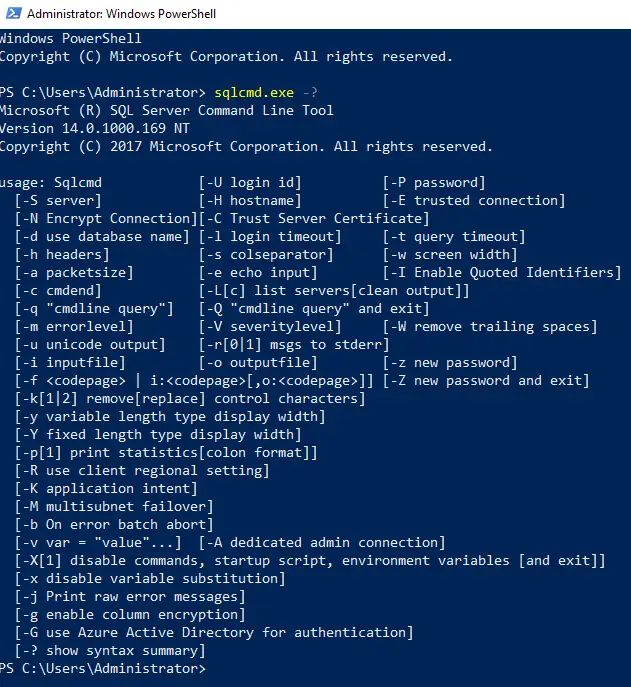 Administrator: Windows PowerShell
Windows PowerShell
Copyright (C) Microsoft Corporation. All rights reserved.
PS C:\Users\Administrator> sqlcmd.exe -?
Microsoft (R) SQL Server Command Line Tool
Version 14.0.1000.169 NT
Copyright (C) 2017 Microsoft Corporation. All rights reserved.
usage: Sqlcmd            [-U login id]          [-P password]
  [-S server]            [-H hostname]          [-E trusted connection]
  [-N Encrypt Connection][-C Trust Server Certificate]
  [-d use database name] [-l login timeout]     [-t query timeout]
  [-h headers]           [-s colseparator]      [-w screen width]
  [-a packetsize]        [-e echo input]        [-I Enable Quoted Identifiers]
  [-c cmdend]            [-L[c] list servers[clean output]]
  [-q "cmdline query"]   [-Q "cmdline query" and exit]
  [-m errorlevel]        [-V severitylevel]     [-W remove trailing spaces]
  [-u unicode output]    [-r[0|1] msgs to stderr]
  [-i inputfile]         [-o outputfile]        [-z new password]
  [-f <codepage> | i:<codepage>[,o:<codepage>]] [-Z new password and exit]
  [-k[1|2] remove[replace] control characters]
  [-y variable length type display width]
  [-Y fixed length type display width]
  [-p[1] print statistics[colon format]]
  [-R use client regional setting]
  [-K application intent]
  [-M multisubnet failover]
  [-b On error batch abort]
  [-v var = "value"...]  [-A dedicated admin connection]
  [-X[1] disable commands, startup script, environment variables [and exit]]
  [-x disable variable substitution]
  [-j Print raw error messages]
  [-g enable column encryption]
  [-G use Azure Active Directory for authentication]
  [-? show syntax summary]
PS C:\Users\Administrator>